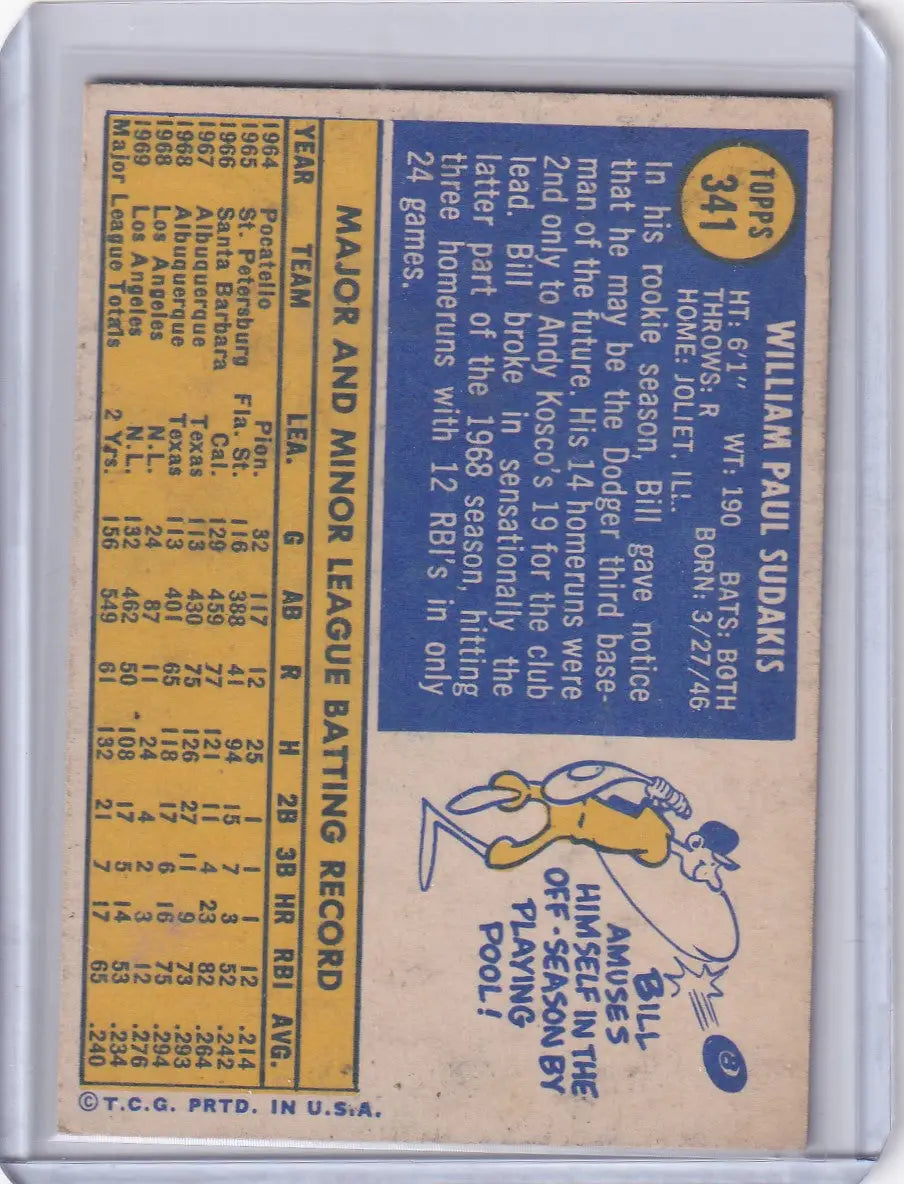 TOPPS
341
WILLIAM PAUL SUDAKIS
HT: 6'1" WT: 190 BATS: BOTH
THROWS: R BORN: 3/27/46
HOME: JOLIET, ILL.
In his rookie season, Bill gave notice
that he may be the Dodger third base-
man of the future. His 14 homeruns were
2nd only to Andy Kosco's 19 for the club
lead. Bill broke in sensationally the
latter part of the 1968 season, hitting
three homeruns with 12 RBI's in only
24 games.
BILL
AMUSES
HIMSELF IN THE
OFF-SEASON BY
PLAYING
POOL!
8
MAJOR AND MINOR LEAGUE BATTING RECORD
YEAR TEAM LEA. G AB R H 2B 3B HR RBI AVG.
1964 Pocatello Pion. 32 117 12 25 1 1 1 12 .214
1965 St. Petersburg Fla. St. 116 388 41 94 15 7 3 52 .242
1966 Santa Barbara Cal. 129 459 77 121 11 4 23 82 .264
1967 Albuquerque Texas 113 430 75 126 27 11 9 73 .293
1968 Albuquerque Texas 113 401 65 118 17 6 16 75 .294
1968 Los Angeles N.L. 24 87 11 24 4 2 3 12 .276
1969 Los Angeles N.L. 132 462 50 108 17 5 14 53 .234
Major League Totals 2 Yrs. 156 549 61 132 21 7 17 65 .240
© T.C.G. PRTD. IN U.S.A.